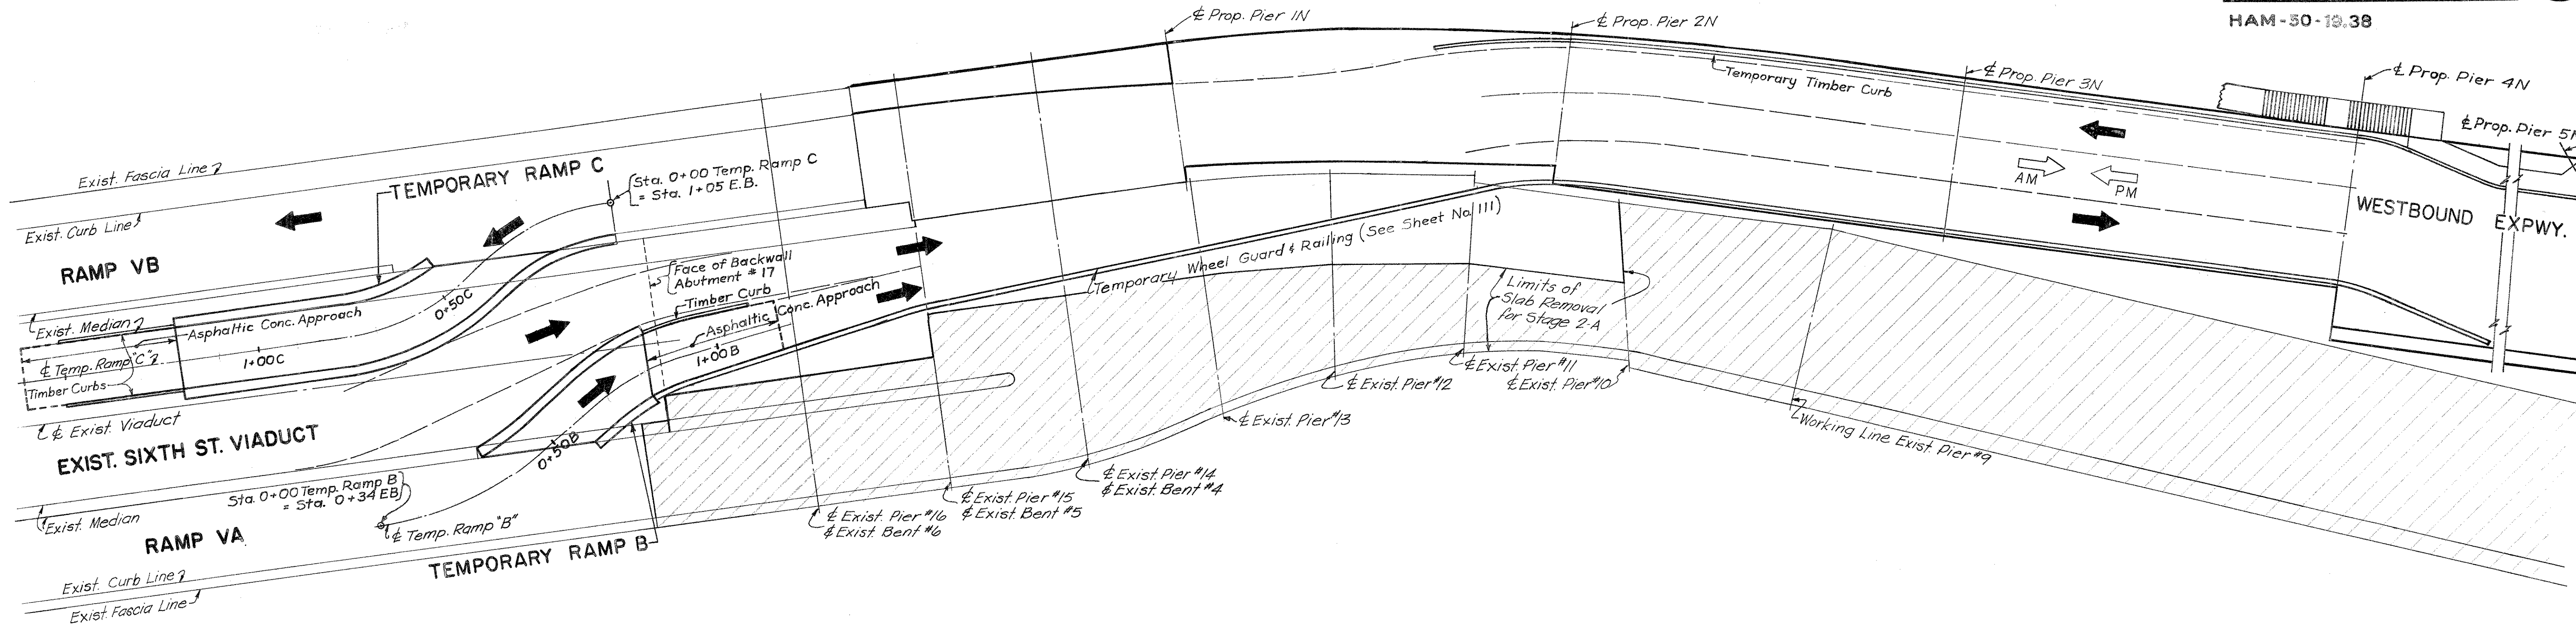 HAM-50-19.38
℄ Prop. Pier 1N
℄ Prop. Pier 2N
℄ Prop. Pier 3N
℄ Prop. Pier 4N
℄ Prop. Pier 5N
Temporary Timber Curb
AM
PM
WESTBOUND EXPWY.
Exist. Fascia Line
TEMPORARY RAMP C
Sta. 0+00 Temp. Ramp C
= Sta. 1+05 E.B.
Exist. Curb Line
RAMP VB
0+50C
Face of Backwall
Abutment #17
Timber Curb
Asphaltic Conc. Approach
1+00B
Temporary Wheel Guard & Railing (See Sheet No. 111)
Limits of
Slab Removal
for Stage 2-A
Exist. Median
Asphaltic Conc. Approach
℄ Temp. Ramp "C"
1+00C
Timber Curbs
℄ Exist. Viaduct
EXIST. SIXTH ST. VIADUCT
0+50B
Sta. 0+00 Temp. Ramp B
= Sta. 0+34 EB
Exist. Median
RAMP VA
℄ Temp. Ramp "B"
TEMPORARY RAMP B
Exist. Curb Line
Exist. Fascia Line
℄ Exist. Pier #16
℄ Exist. Bent #6
℄ Exist. Pier #15
℄ Exist. Bent #5
℄ Exist. Pier #14
℄ Exist. Bent #4
℄ Exist. Pier #13
℄ Exist. Pier #12
℄ Exist. Pier #11
℄ Exist. Pier #10
Working Line Exist. Pier #9